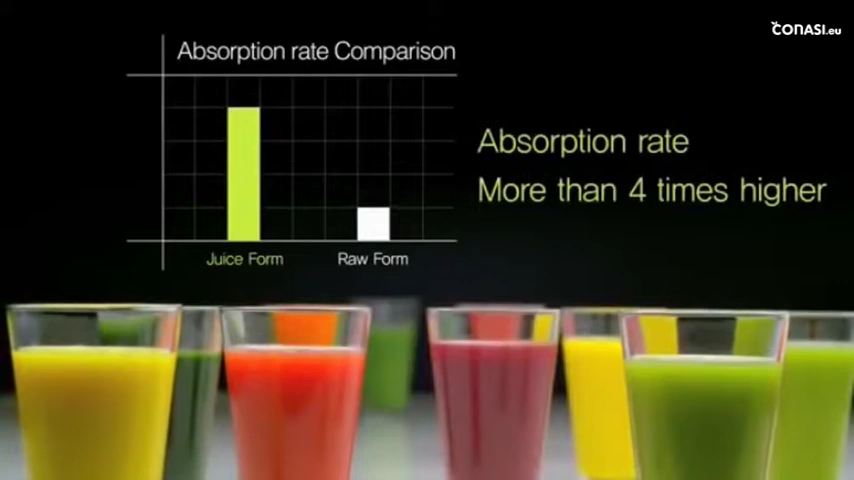 CONASI.eu
Absorption rate Comparison
Absorption rate
More than 4 times higher
Juice Form
Raw Form